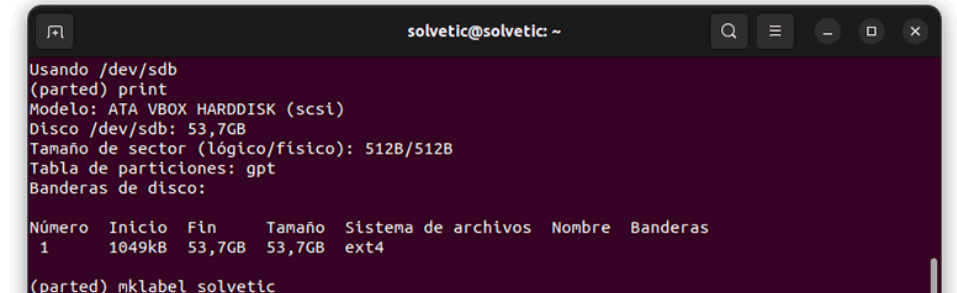 solvetic@solvetic: ~
Usando /dev/sdb
(parted) print
Modelo: ATA VBOX HARDDISK (scsi)
Disco /dev/sdb: 53,7GB
Tamaño de sector (lógico/físico): 512B/512B
Tabla de particiones: gpt
Banderas de disco:
Número  Inicio  Fin     Tamaño  Sistema de archivos  Nombre  Banderas
 1      1049kB  53,7GB  53,7GB  ext4
(parted) mklabel solvetic